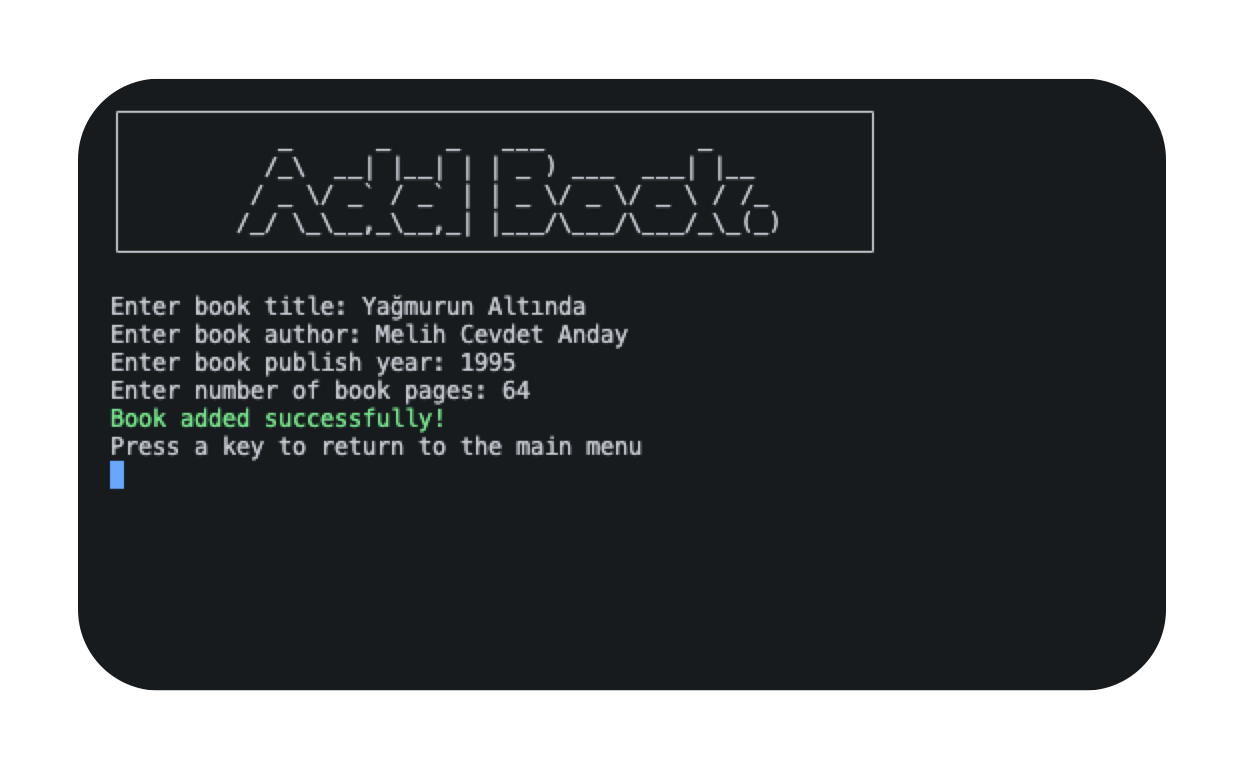 Add Book
Enter book title: Yağmurun Altında
Enter book author: Melih Cevdet Anday
Enter book publish year: 1995
Enter number of book pages: 64
Book added successfully!
Press a key to return to the main menu